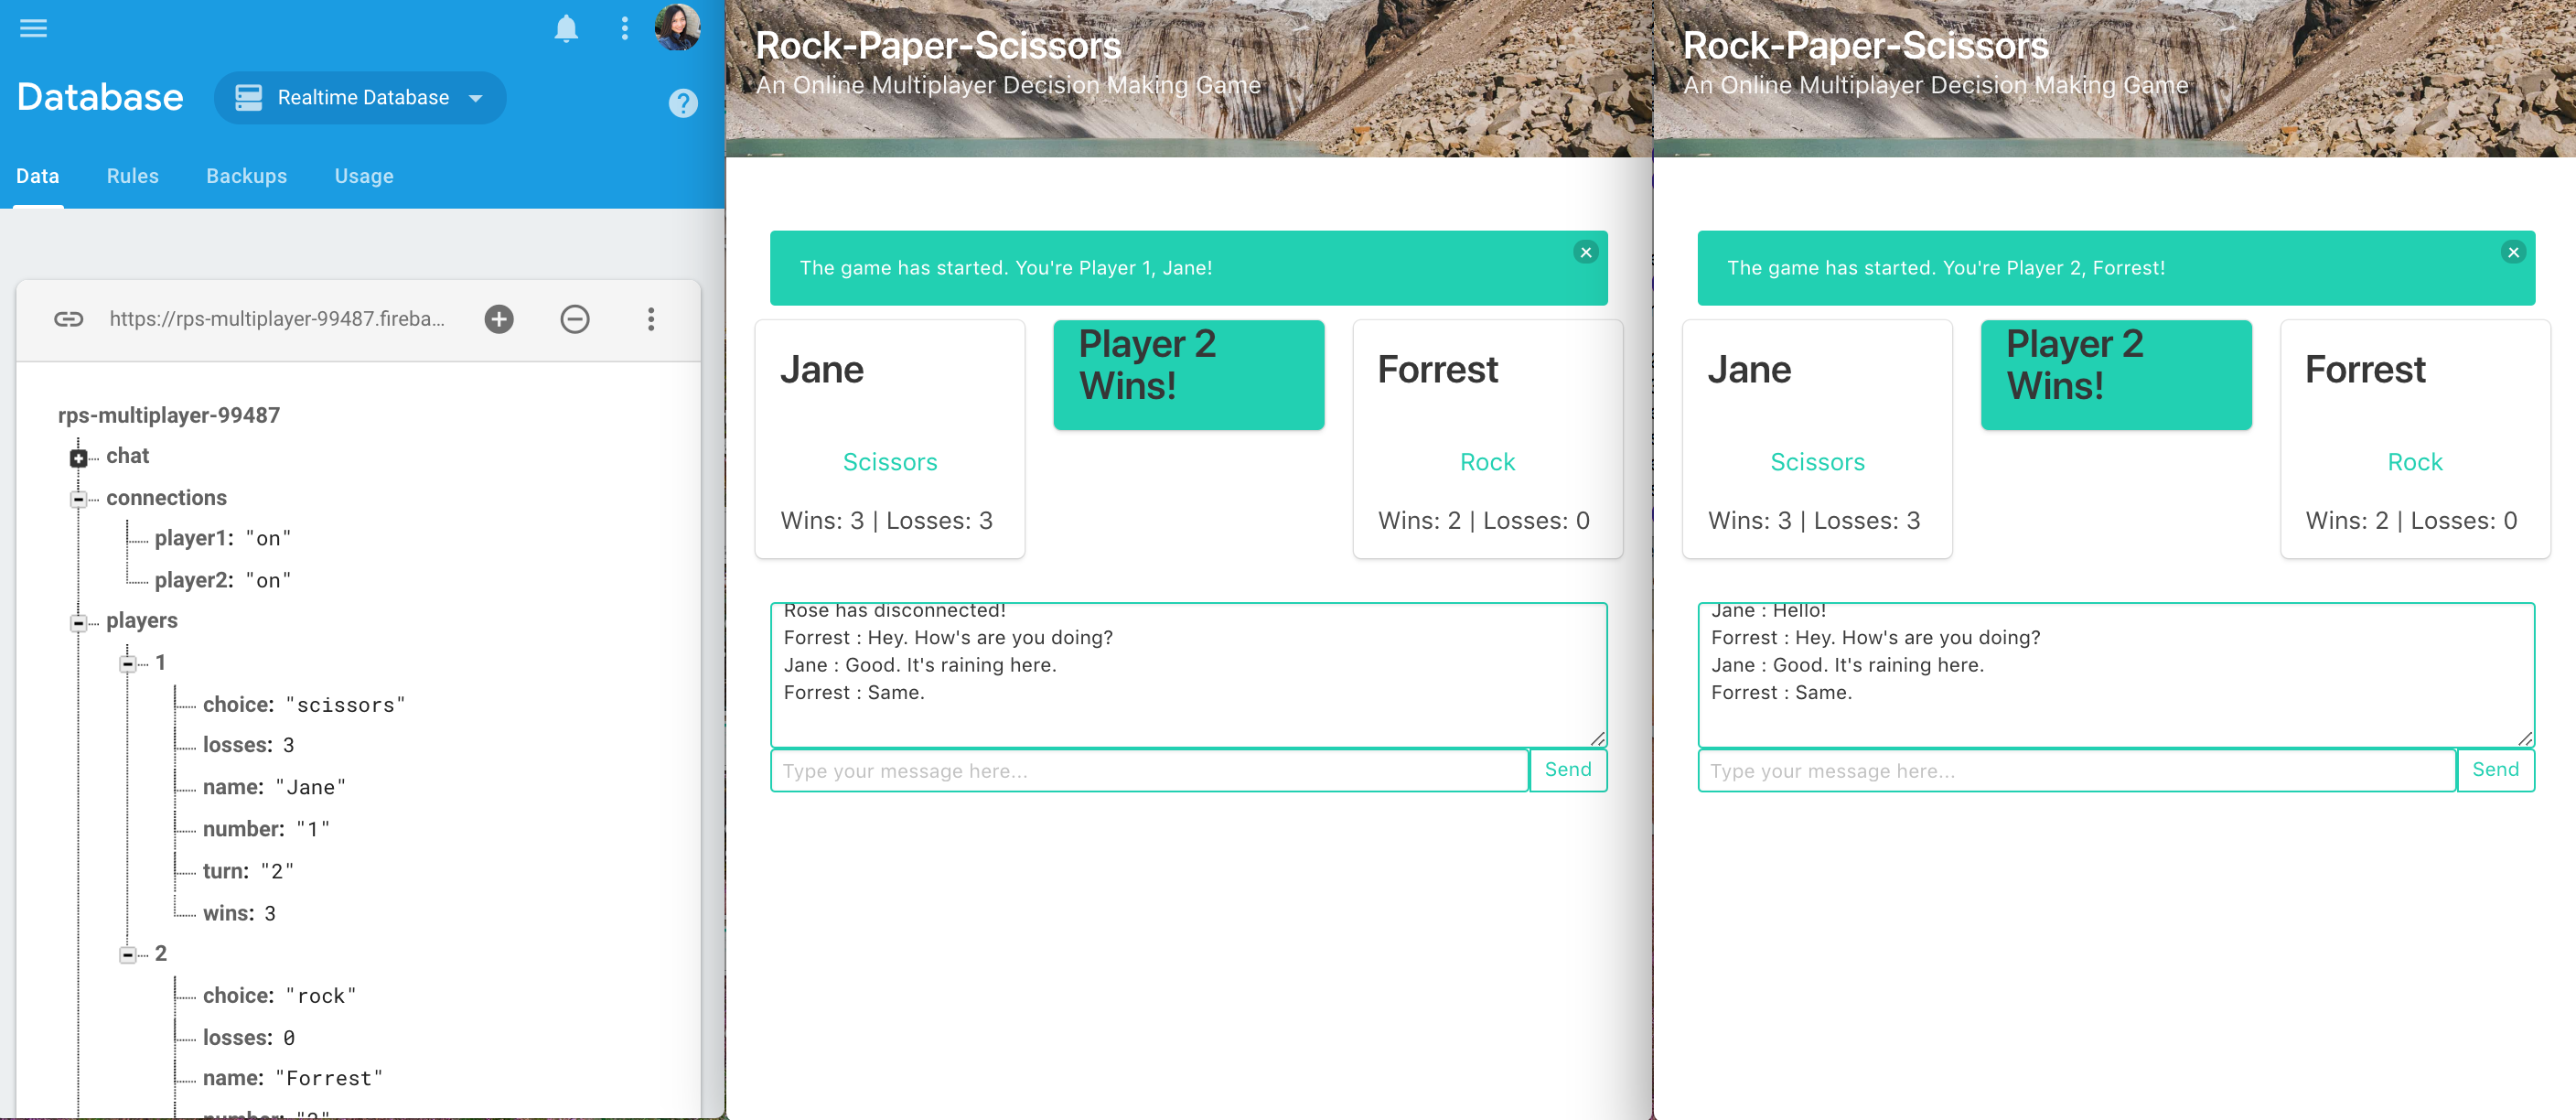 Database
Realtime Database
?
Data
Rules
Backups
Usage
https://rps-multiplayer-99487.fireba...
rps-multiplayer-99487
chat
connections
player1: "on"
player2: "on"
players
1
choice: "scissors"
losses: 3
name: "Jane"
number: "1"
turn: "2"
wins: 3
2
choice: "rock"
losses: 0
name: "Forrest"
number: "2"
Rock-Paper-Scissors
An Online Multiplayer Decision Making Game
The game has started. You're Player 1, Jane!
Jane
Scissors
Wins: 3 | Losses: 3
Player 2
Wins!
Forrest
Rock
Wins: 2 | Losses: 0
Rose has disconnected!
Forrest : Hey. How's are you doing?
Jane : Good. It's raining here.
Forrest : Same.
Type your message here...
Send
Rock-Paper-Scissors
An Online Multiplayer Decision Making Game
The game has started. You're Player 2, Forrest!
Jane
Scissors
Wins: 3 | Losses: 3
Player 2
Wins!
Forrest
Rock
Wins: 2 | Losses: 0
Jane : Hello!
Forrest : Hey. How's are you doing?
Jane : Good. It's raining here.
Forrest : Same.
Type your message here...
Send